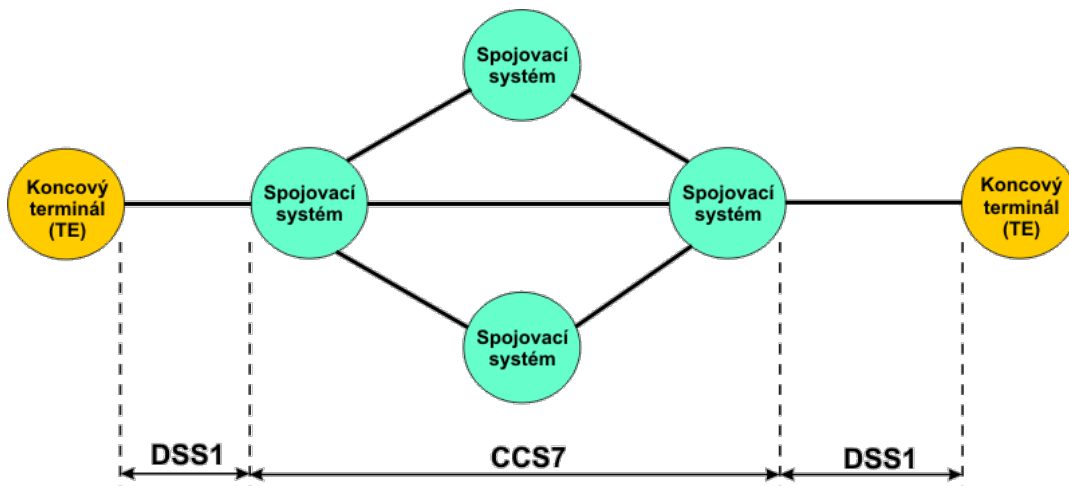 Spojovací
systém
Koncový
terminál
(TE)
Spojovací
systém
Spojovací
systém
Koncový
terminál
(TE)
Spojovací
systém
DSS1
CCS7
DSS1